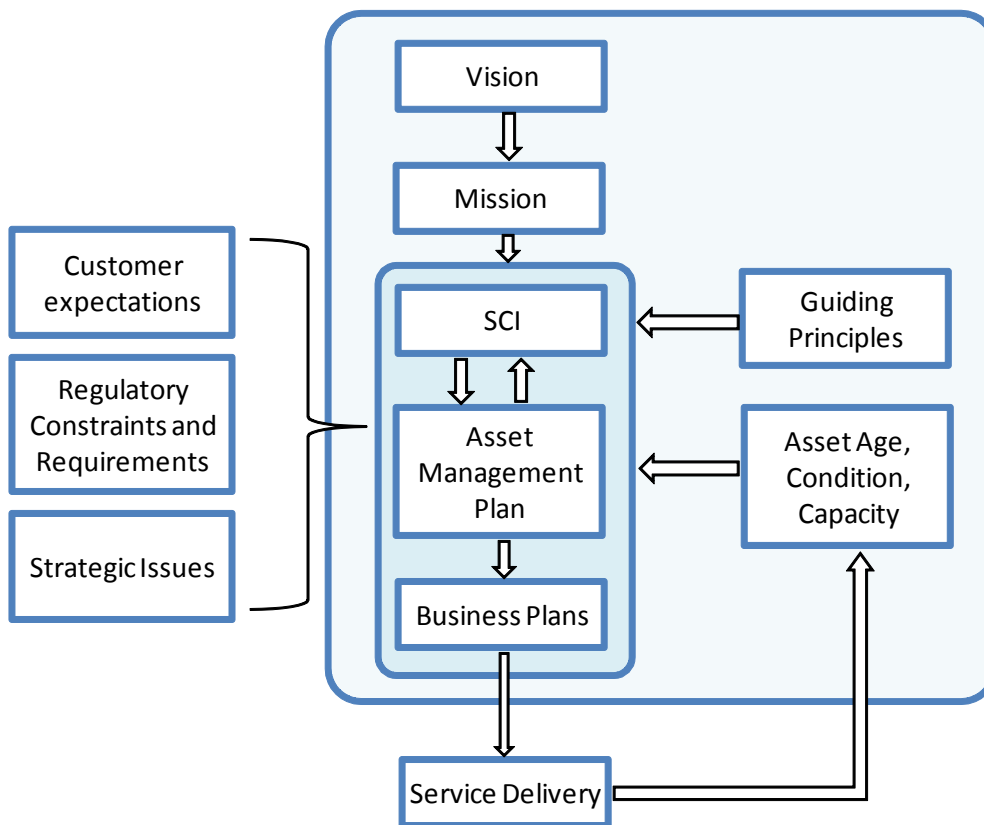 Vision
Mission
Customer
expectations
SCI
Guiding
Principles
Regulatory
Constraints and
Requirements
Asset
Management
Plan
Asset Age,
Condition,
Capacity
Strategic Issues
Business Plans
Service Delivery